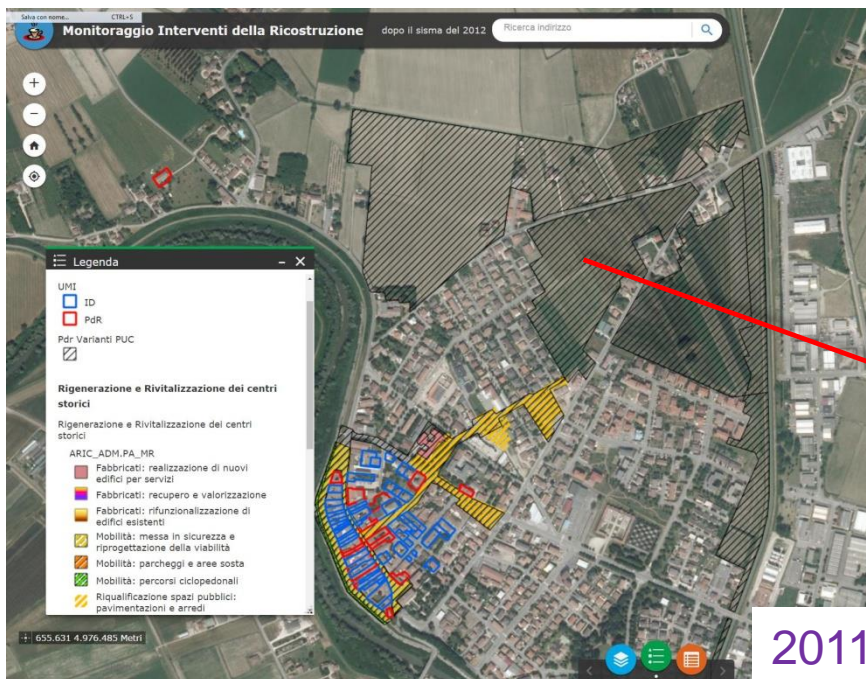 Salva con nome... CTRL+S
Monitoraggio Interventi della Ricostruzione dopo il sisma del 2012 Ricerca indirizzo
Legenda
UMI
ID
PdR
Pdr Varianti PUC
Rigenerazione e Rivitalizzazione dei centri
storici
Rigenerazione e Rivitalizzazione dei centri
storici
ARIC_ADM.PA_MR
Fabbricati: realizzazione di nuovi
edifici per servizi
Fabbricati: recupero e valorizzazione
Fabbricati: rifunzionalizzazione di
edifici esistenti
Mobilità: messa in sicurezza e
riprogettazione della viabilità
Mobilità: parcheggi e aree sosta
Mobilità: percorsi ciclopedonali
Riqualificazione spazi pubblici:
pavimentazioni e arredi
655.631 4.976.485 Metri
2011